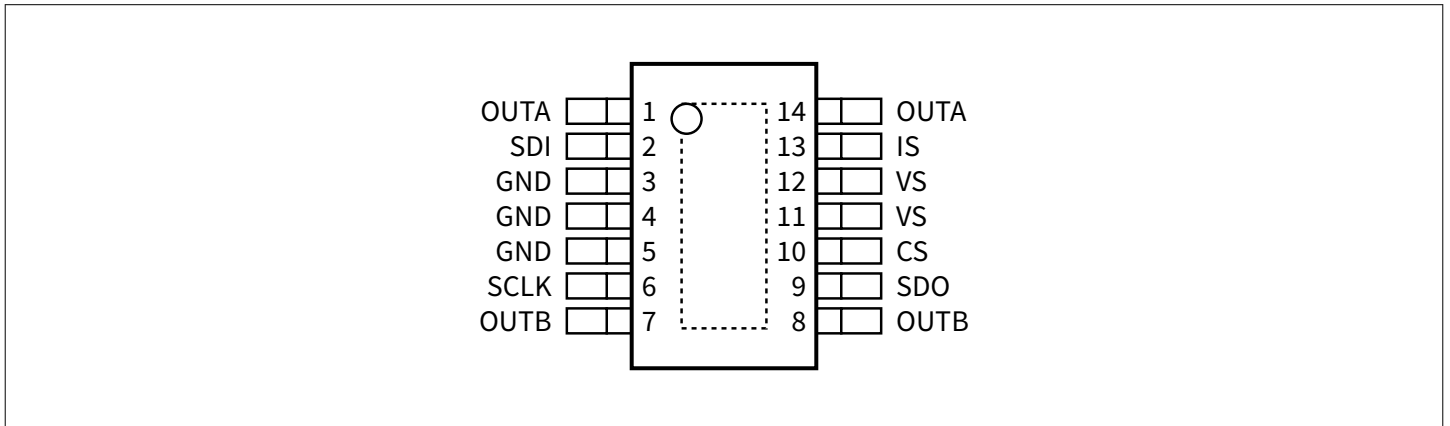 OUTA 1 14 OUTA
SDI 2 13 IS
GND 3 12 VS
GND 4 11 VS
GND 5 10 CS
SCLK 6 9 SDO
OUTB 7 8 OUTB